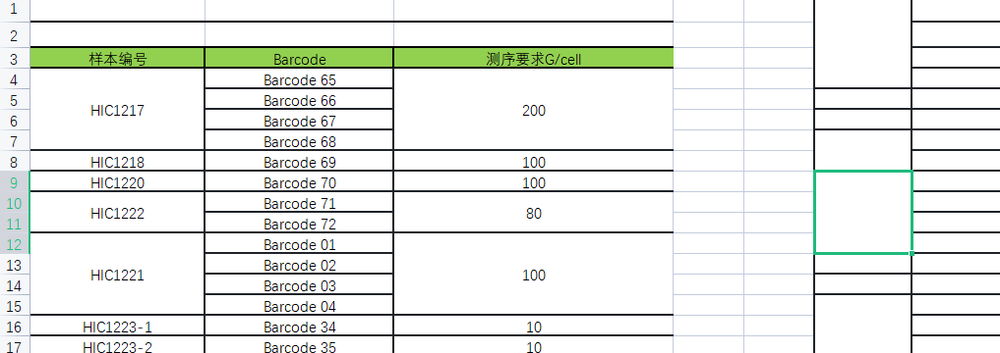 1
2
3 样本编号 Barcode 测序要求G/cell
4 Barcode 65
5 Barcode 66
HIC1217 200
6 Barcode 67
7 Barcode 68
8 HIC1218 Barcode 69 100
9 HIC1220 Barcode 70 100
10 Barcode 71
HIC1222 80
11 Barcode 72
12 Barcode 01
13 Barcode 02
HIC1221 100
14 Barcode 03
15 Barcode 04
16 HIC1223-1 Barcode 34 10
17 HIC1223-2 Barcode 35 10